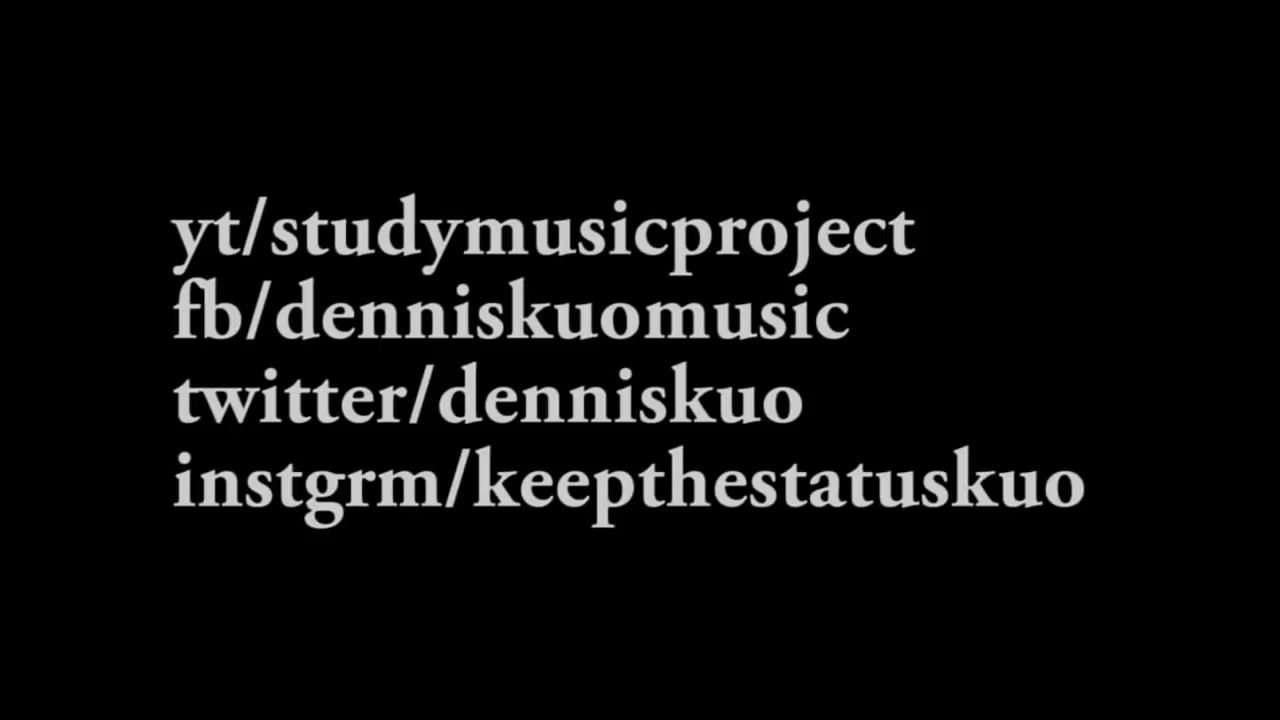 yt/studymusicproject
fb/denniskuomusic
twitter/denniskuo
instgrm/keepthestatuskuo